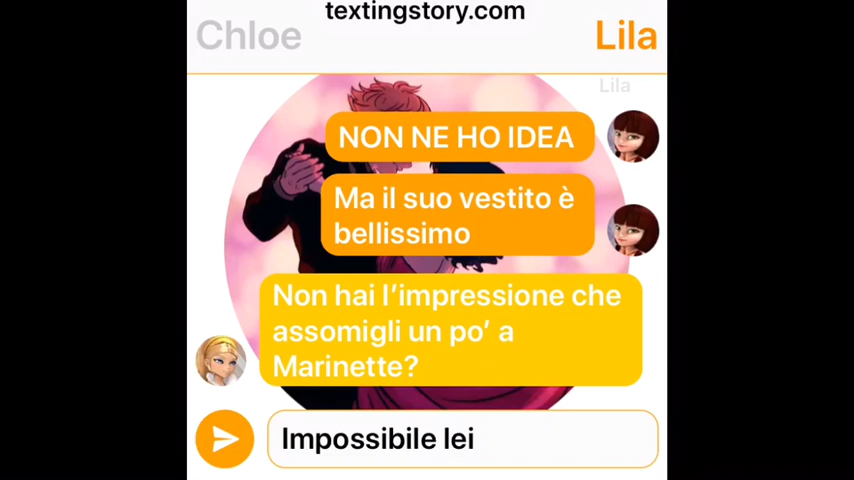 textingstory.com
Chloe
Lila
Lila
NON NE HO IDEA
Ma il suo vestito è
bellissimo
Non hai l’impressione che
assomigli un po’ a
Marinette?
Impossibile lei